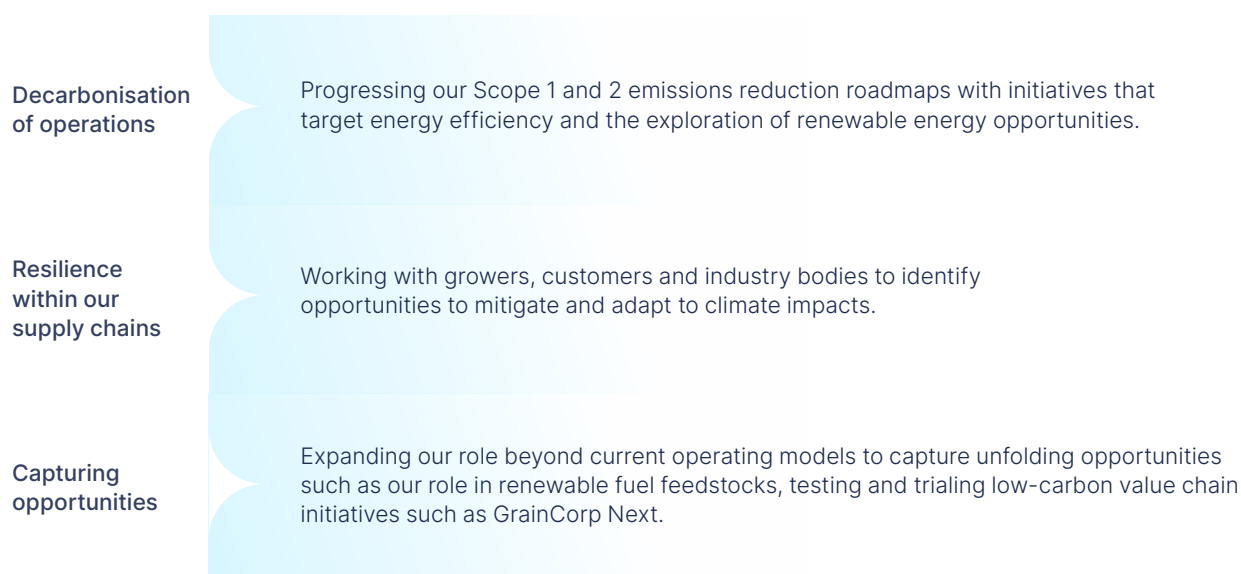 Decarbonisation
of operations
Progressing our Scope 1 and 2 emissions reduction roadmaps with initiatives that
target energy efficiency and the exploration of renewable energy opportunities.
Resilience
within our
supply chains
Working with growers, customers and industry bodies to identify
opportunities to mitigate and adapt to climate impacts.
Capturing
opportunities
Expanding our role beyond current operating models to capture unfolding opportunities
such as our role in renewable fuel feedstocks, testing and trialing low-carbon value chain
initiatives such as GrainCorp Next.